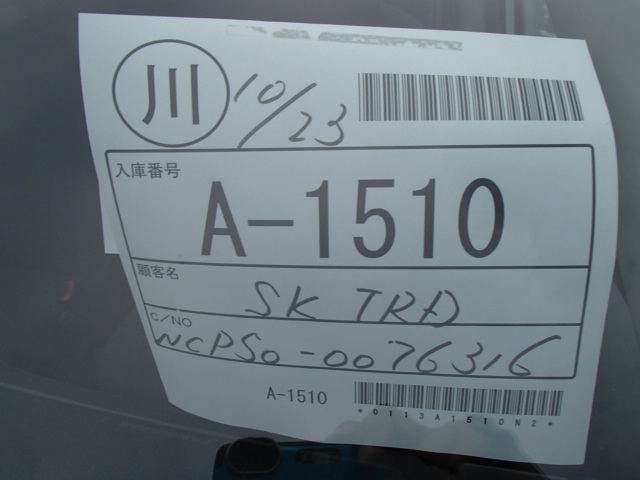 川 10/23
入庫番号
A-1510
顧客名
SK TRD
C/NO
NCP50-0076316
A-1510
*0113A1510N2*